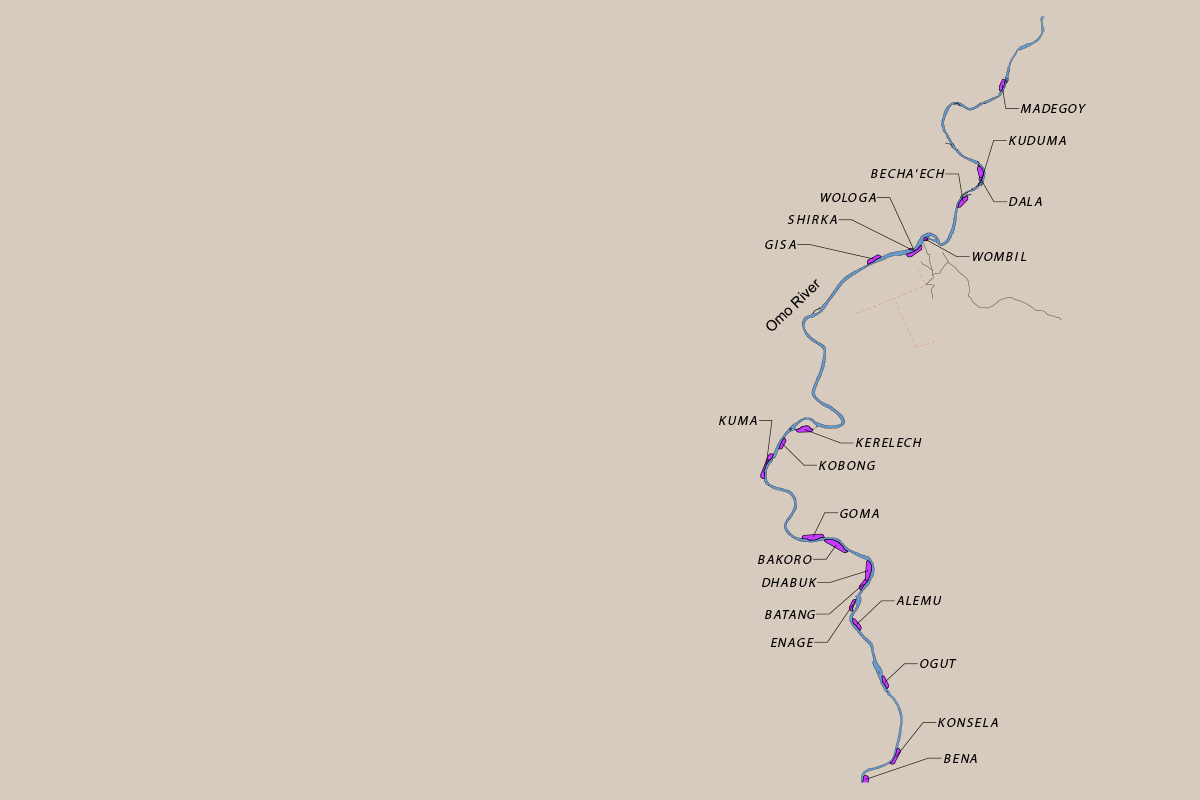 MADEGOY
KUDUMA
BECHA'ECH
WOLOGA
DALA
SHIRKA
GISA
WOMBIL
Omo River
KUMA
KERELECH
KOBONG
GOMA
BAKORO
DHABUK
ALEMU
BATANG
ENAGE
OGUT
KONSELA
BENA